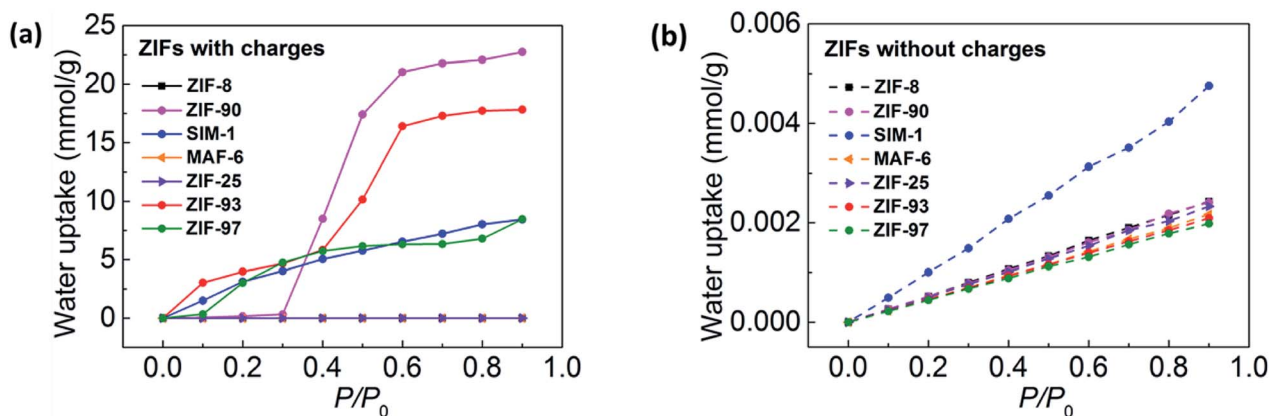 (a)
ZIFs with charges
ZIF-8
ZIF-90
SIM-1
MAF-6
ZIF-25
ZIF-93
ZIF-97
Water uptake (mmol/g)
25
20
15
10
5
0
0.0 0.2 0.4 0.6 0.8 1.0
P/P0
(b)
ZIFs without charges
ZIF-8
ZIF-90
SIM-1
MAF-6
ZIF-25
ZIF-93
ZIF-97
Water uptake (mmol/g)
0.006
0.004
0.002
0.000
0.0 0.2 0.4 0.6 0.8 1.0
P/P0